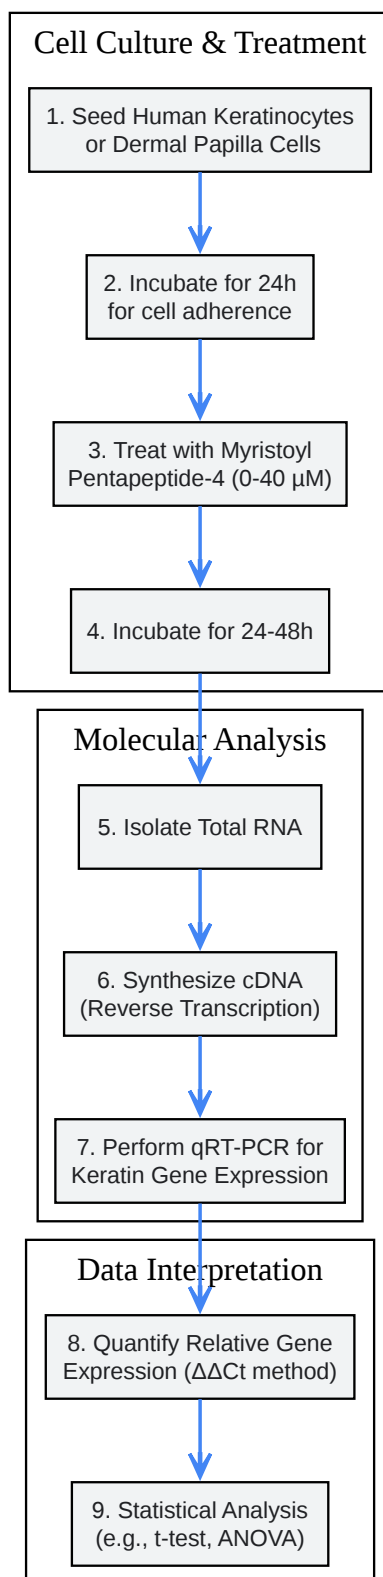 Cell Culture & Treatment
1. Seed Human Keratinocytes
or Dermal Papilla Cells
2. Incubate for 24h
for cell adherence
3. Treat with Myristoyl
Pentapeptide-4 (0-40 µM)
4. Incubate for 24-48h
Molecular Analysis
5. Isolate Total RNA
6. Synthesize cDNA
(Reverse Transcription)
7. Perform qRT-PCR for
Keratin Gene Expression
Data Interpretation
8. Quantify Relative Gene
Expression (ΔΔCt method)
9. Statistical Analysis
(e.g., t-test, ANOVA)